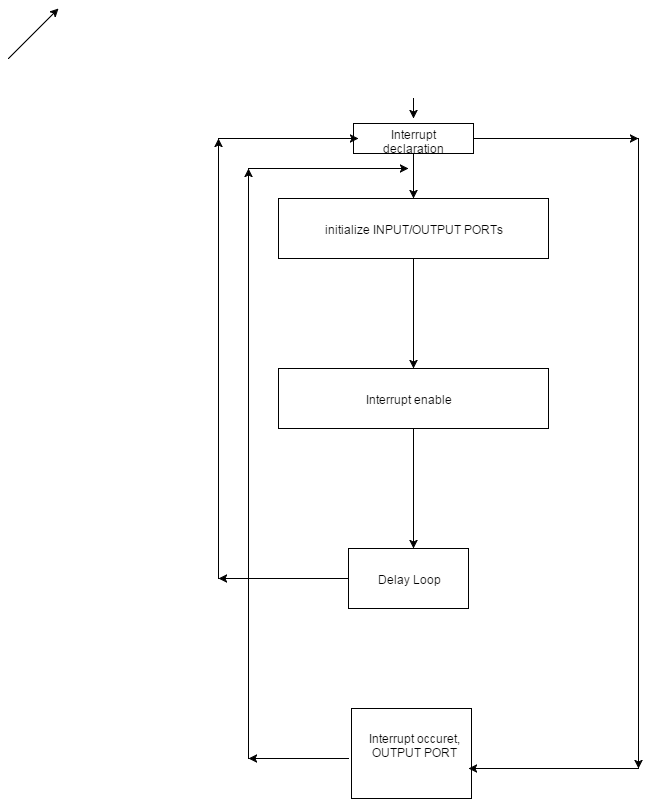 Interrupt
declaration
initialize INPUT/OUTPUT PORTs
Interrupt enable
Delay Loop
Interrupt occuret,
OUTPUT PORT